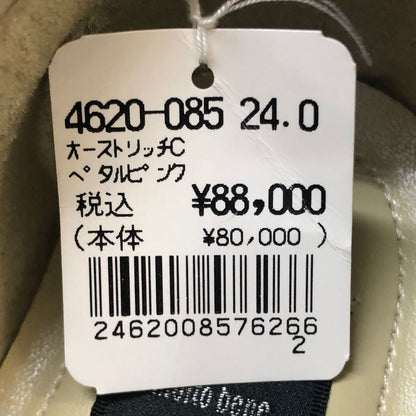 4620-085 24.0
オーストリッチC
ペタルピンク
税込 ¥88,000
(本体 ¥80,000 )
2462008576266
2
bene